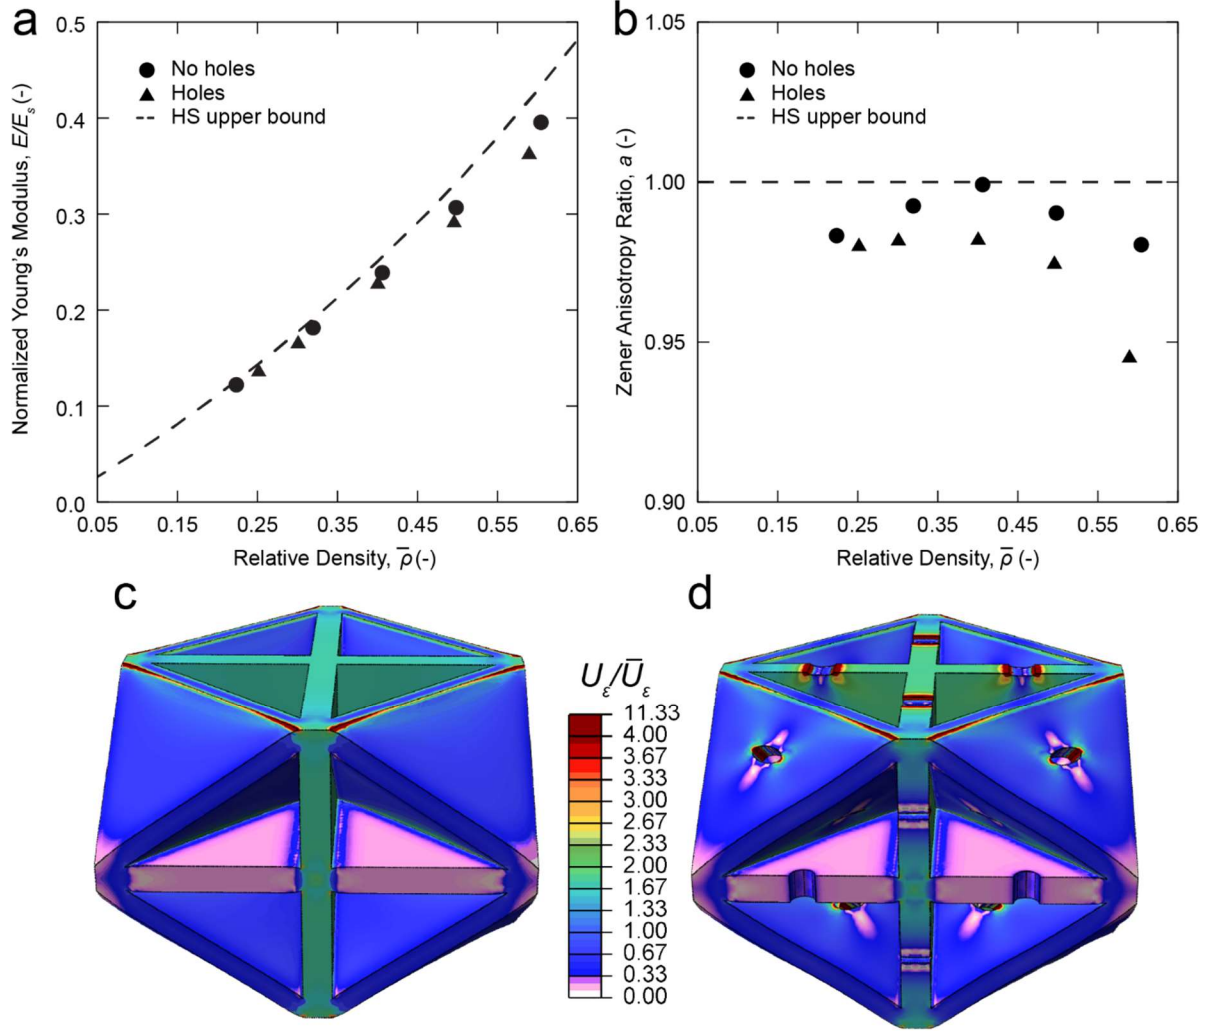 a
0.5
0.4
0.3
0.2
0.1
0.0
Normalized Young's Modulus, E/Eₛ (-)
No holes
Holes
HS upper bound
0.05 0.15 0.25 0.35 0.45 0.55 0.65
Relative Density, ρ̅ (-)
b
1.05
1.00
0.95
0.90
Zener Anisotropy Ratio, a (-)
No holes
Holes
HS upper bound
0.05 0.15 0.25 0.35 0.45 0.55 0.65
Relative Density, ρ̅ (-)
c
d
U_ε/U̅_ε
11.33
4.00
3.67
3.33
3.00
2.67
2.33
2.00
1.67
1.33
1.00
0.67
0.33
0.00